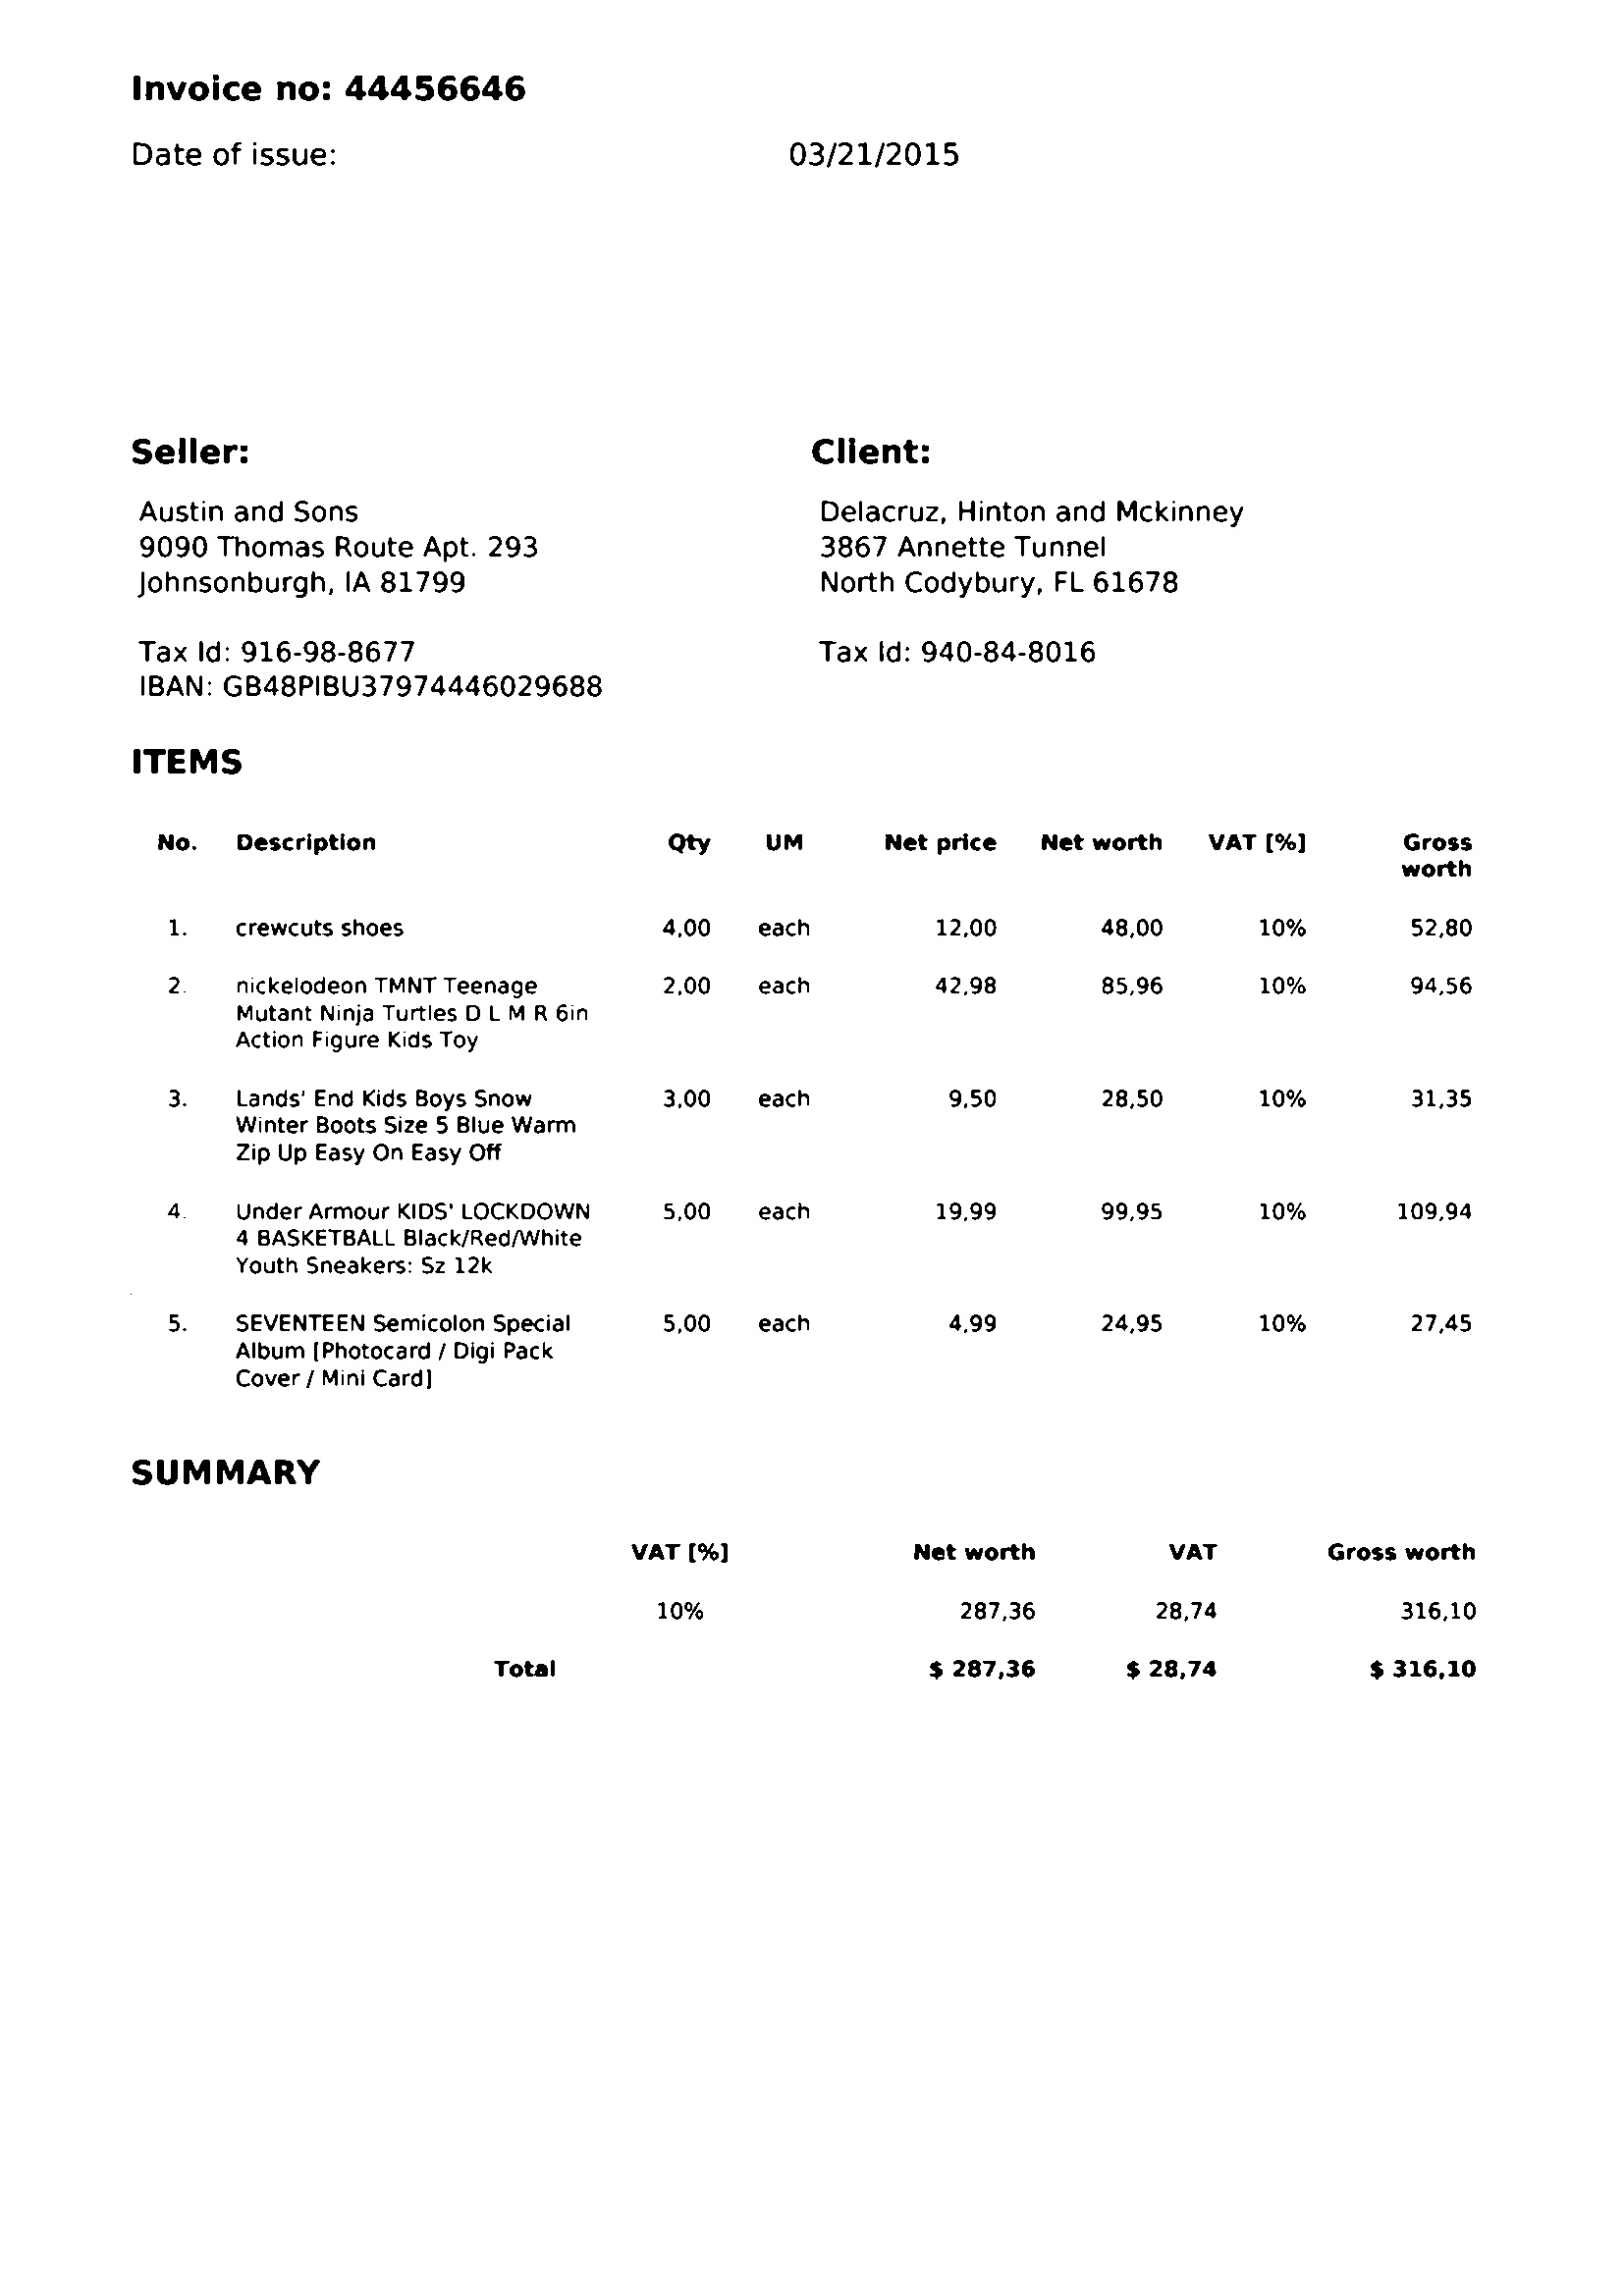 Invoice no: 44456646
Date of issue: 03/21/2015
Seller:
Austin and Sons
9090 Thomas Route Apt. 293
Johnsonburgh, IA 81799
Tax Id: 916-98-8677
IBAN: GB48PIBU37974446029688
Client:
Delacruz, Hinton and Mckinney
3867 Annette Tunnel
North Codybury, FL 61678
Tax Id: 940-84-8016
ITEMS
No. Description Qty UM Net price Net worth VAT [%] Gross
worth
1. crewcuts shoes 4,00 each 12,00 48,00 10% 52,80
2. nickelodeon TMNT Teenage 2,00 each 42,98 85,96 10% 94,56
Mutant Ninja Turtles D L M R 6in
Action Figure Kids Toy
3. Lands' End Kids Boys Snow 3,00 each 9,50 28,50 10% 31,35
Winter Boots Size 5 Blue Warm
Zip Up Easy On Easy Off
4. Under Armour KIDS' LOCKDOWN 5,00 each 19,99 99,95 10% 109,94
4 BASKETBALL Black/Red/White
Youth Sneakers: Sz 12k
5. SEVENTEEN Semicolon Special 5,00 each 4,99 24,95 10% 27,45
Album [Photocard / Digi Pack
Cover / Mini Card]
SUMMARY
VAT [%] Net worth VAT Gross worth
10% 287,36 28,74 316,10
Total $ 287,36 $ 28,74 $ 316,10